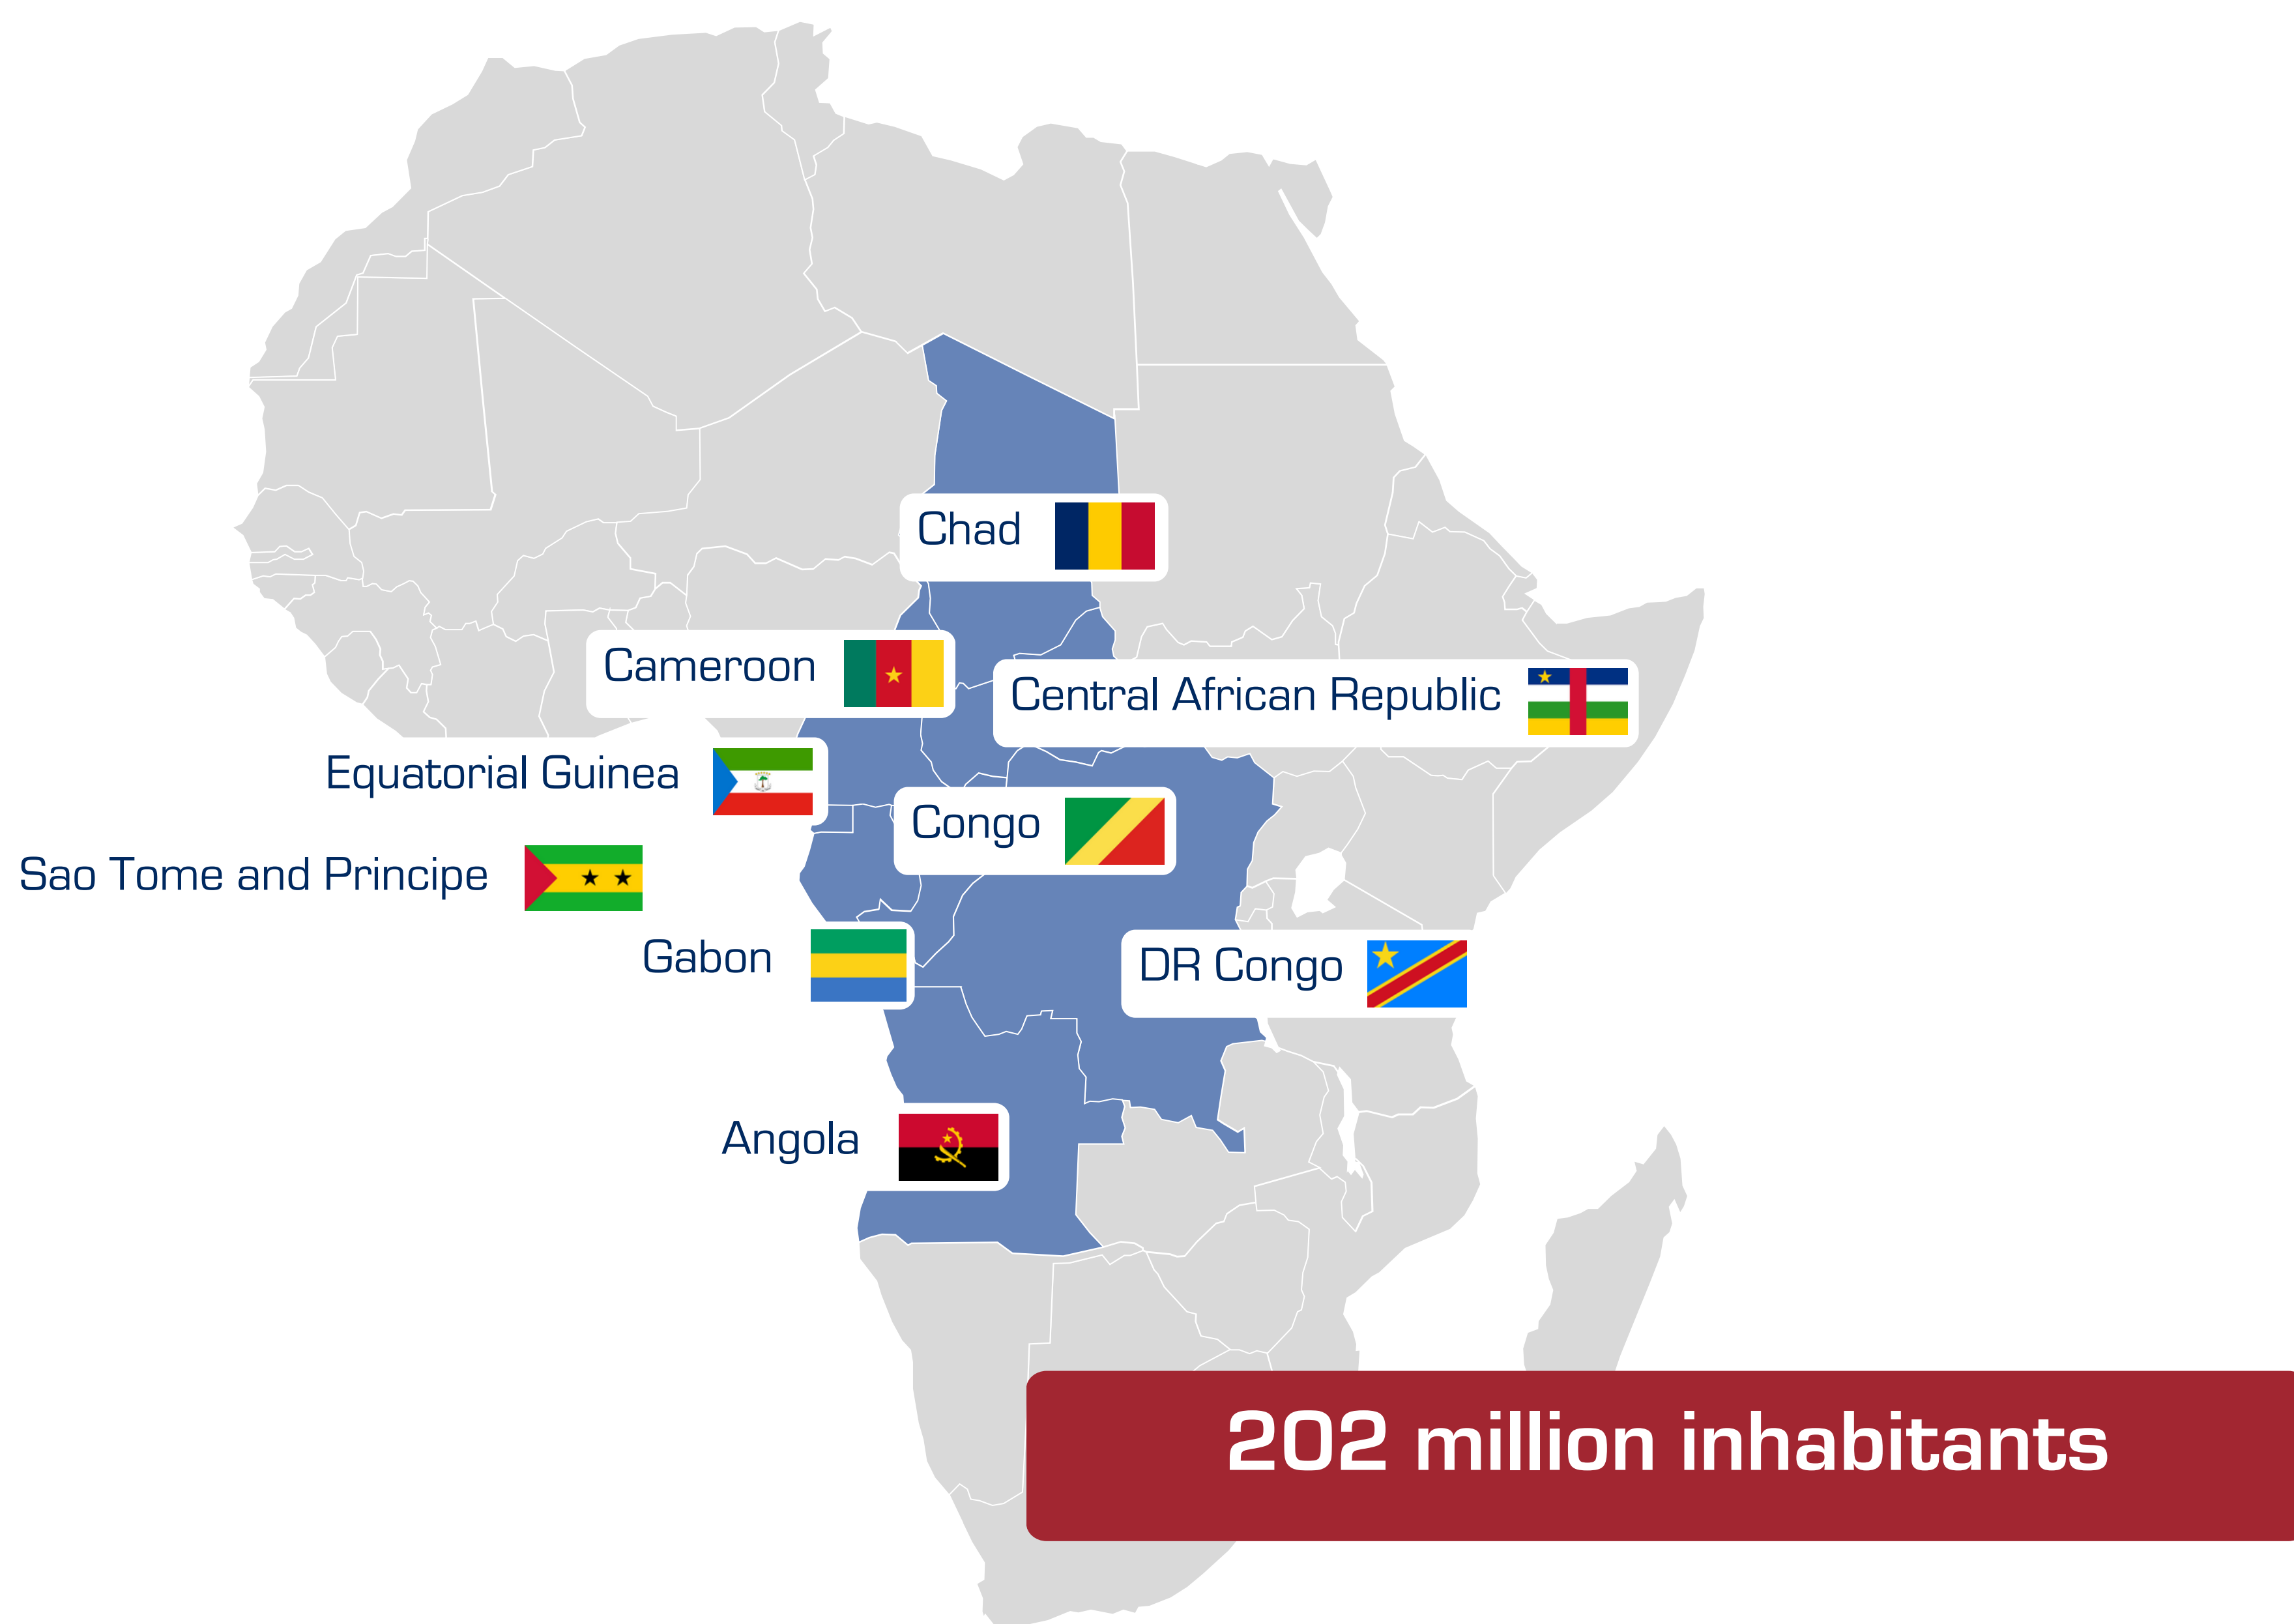 Chad
Cameroon
Central African Republic
Equatorial Guinea
Congo
Sao Tome and Principe
Gabon
DR Congo
Angola
202 million inhabitants